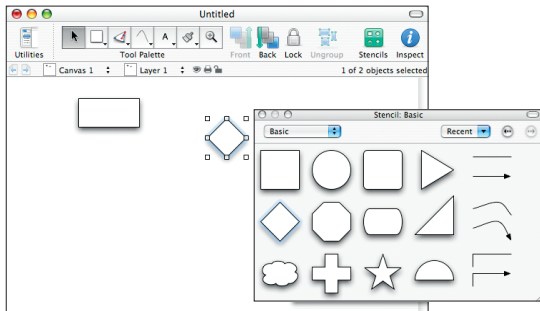 Untitled
A
Utilities
Tool Palette
Front
Back
Lock
Ungroup
Stencils
Inspect
Canvas 1
Layer 1
1 of 2 objects selected
Stencil: Basic
Basic
Recent